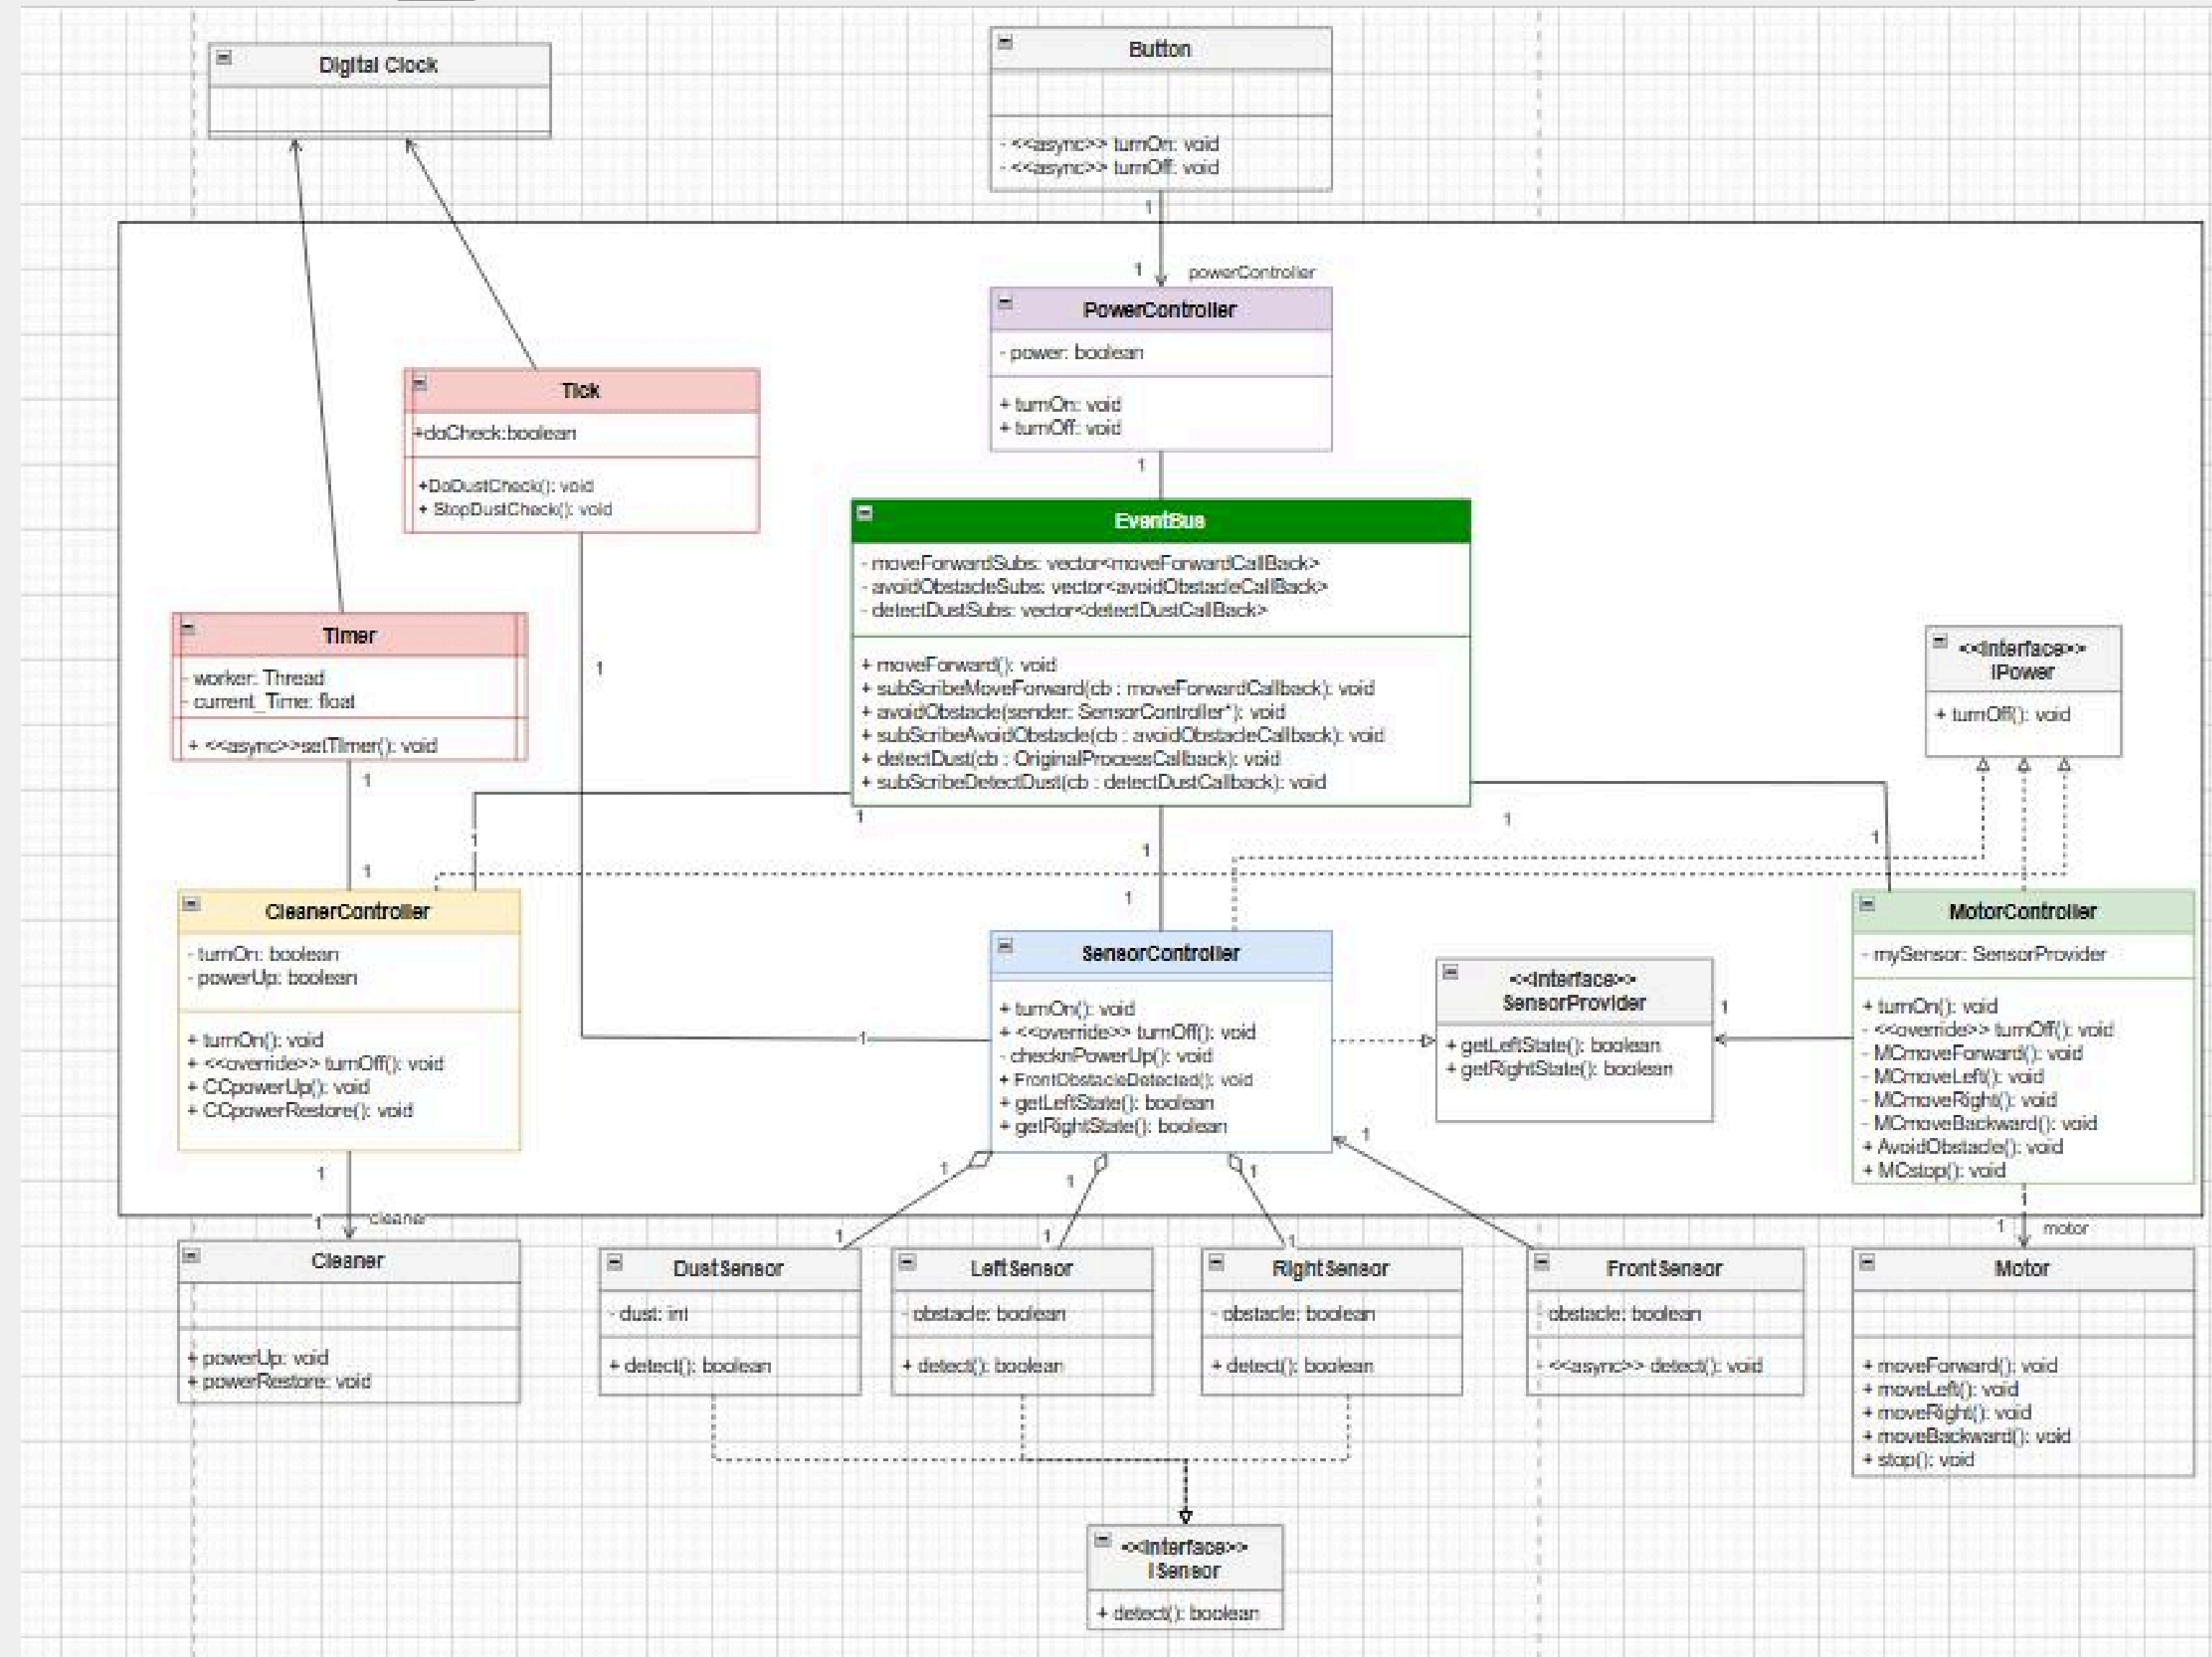 Digital Clock
Button
- <<async>> turnOn: void
- <<async>> turnOff: void
1
1
powerController
PowerController
- power: boolean
+ turnOn: void
+ turnOff: void
1
Tick
+doCheck:boolean
+DoDustCheck(): void
+ StopDustCheck(): void
1
EventBus
- moveForwardSubs: vector<moveForwardCallBack>
- avoidObstacleSubs: vector<avoidObstacleCallBack>
- detectDustSubs: vector<detectDustCallBack>
+ moveForward(): void
+ subScribeMoveForward(cb : moveForwardCallback): void
+ avoidObstacle(sender: SensorController*): void
+ subScribeAvoidObstacle(cb : avoidObstacleCallback): void
+ detectDust(cb : OriginalProcessCallback): void
+ subScribeDetectDust(cb : detectDustCallback): void
Timer
- worker: Thread
- current_Time: float
+ <<async>>setTimer(): void
1
1
<<interface>>
IPower
+ turnOff(): void
1
1
1
1
1
1
CleanerController
- turnOn: boolean
- powerUp: boolean
+ turnOn(): void
+ <<override>> turnOff(): void
+ CCpowerUp(): void
+ CCpowerRestore(): void
1
SensorController
+ turnOn(): void
+ <<override>> turnOff(): void
- checknPowerUp(): void
+ FrontObstacleDetected(): void
+ getLeftState(): boolean
+ getRightState(): boolean
<<interface>>
SensorProvider
+ getLeftState(): boolean
+ getRightState(): boolean
1
MotorController
- mySensor: SensorProvider
+ turnOn(): void
- <<override>> turnOff(): void
- MCmoveForward(): void
- MCmoveLeft(): void
- MCmoveRight(): void
- MCmoveBackward(): void
+ AvoidObstacle(): void
+ MCstop(): void
1
1
cleaner
1
1
1
1
1
1
1
1
motor
Cleaner
+ powerUp: void
+ powerRestore: void
DustSensor
- dust: int
+ detect(): boolean
LeftSensor
- obstacle: boolean
+ detect(): boolean
RightSensor
- obstacle: boolean
+ detect(): boolean
FrontSensor
- obstacle: boolean
- <<async>> detect(): void
Motor
+ moveForward(): void
+ moveLeft(): void
+ moveRight(): void
+ moveBackward(): void
+ stop(): void
<<interface>>
ISensor
+ detect(): boolean